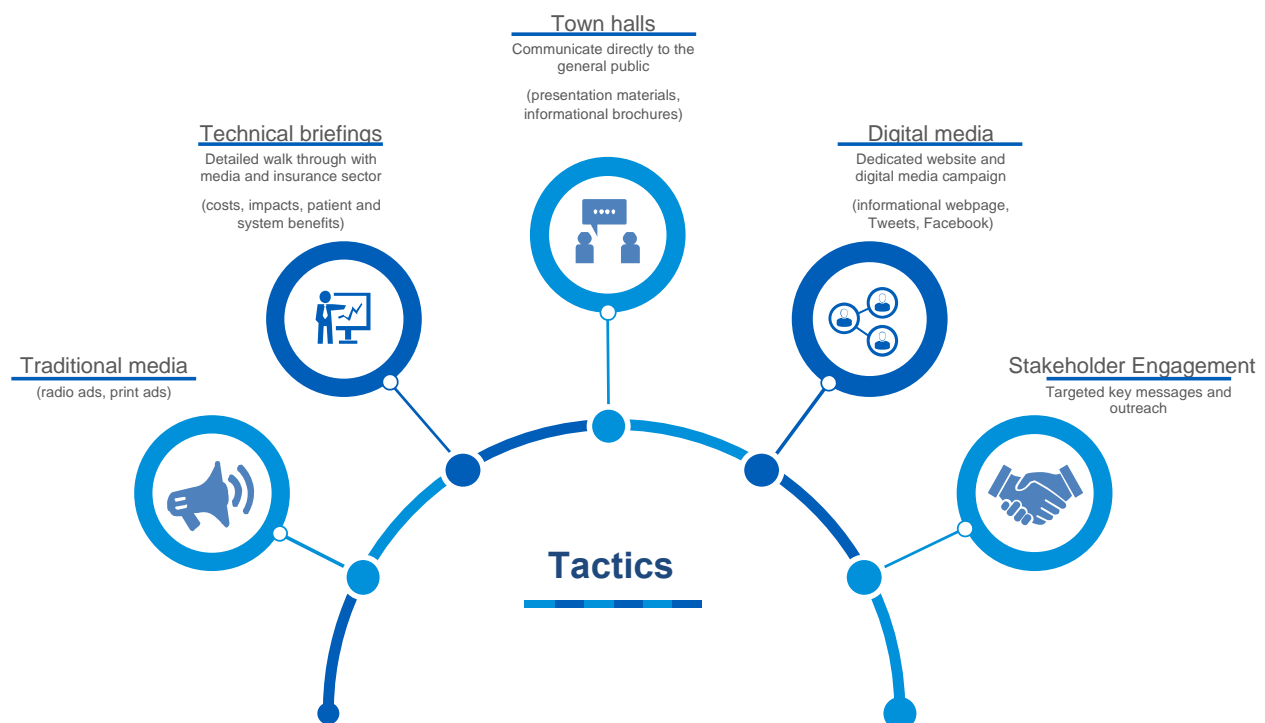 Town halls
Communicate directly to the
general public
(presentation materials,
informational brochures)
Technical briefings
Detailed walk through with
media and insurance sector
(costs, impacts, patient and
system benefits)
Digital media
Dedicated website and
digital media campaign
(informational webpage,
Tweets, Facebook)
Traditional media
(radio ads, print ads)
Stakeholder Engagement
Targeted key messages and
outreach
Tactics